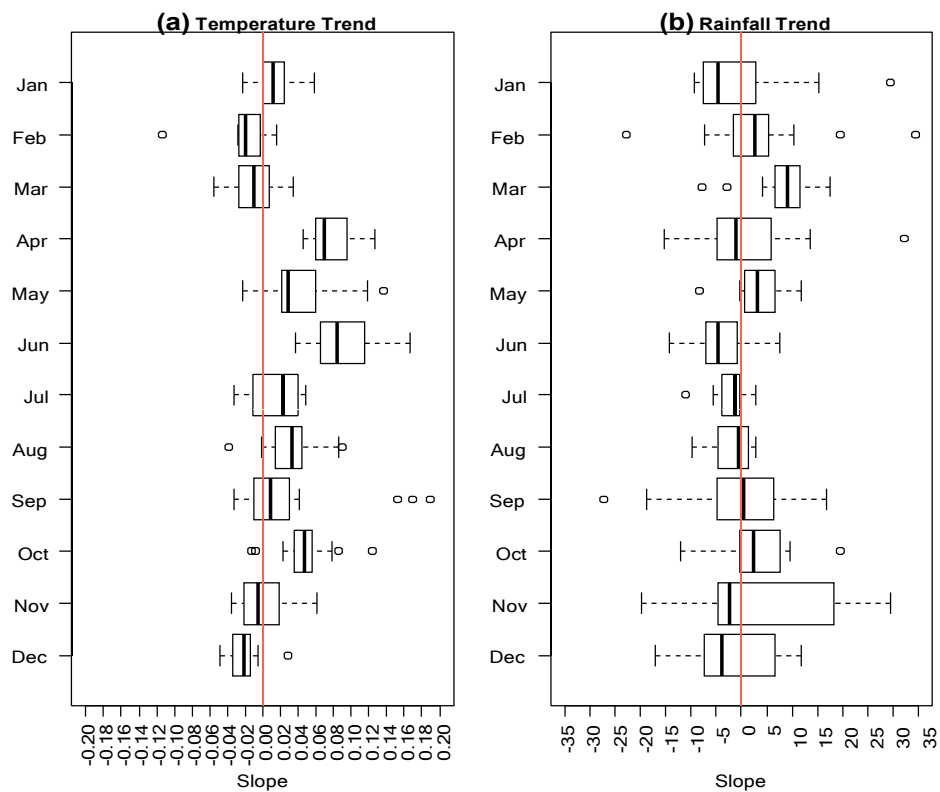 (a) Temperature Trend
Jan
Feb
Mar
Apr
May
Jun
Jul
Aug
Sep
Oct
Nov
Dec
-0.20 -0.18 -0.16 -0.14 -0.12 -0.10 -0.08 -0.06 -0.04 -0.02 0.00 0.02 0.04 0.06 0.08 0.10 0.12 0.14 0.16 0.18 0.20
Slope
(b) Rainfall Trend
Jan
Feb
Mar
Apr
May
Jun
Jul
Aug
Sep
Oct
Nov
Dec
-35 -30 -25 -20 -15 -10 -5 0 5 10 15 20 25 30 35
Slope